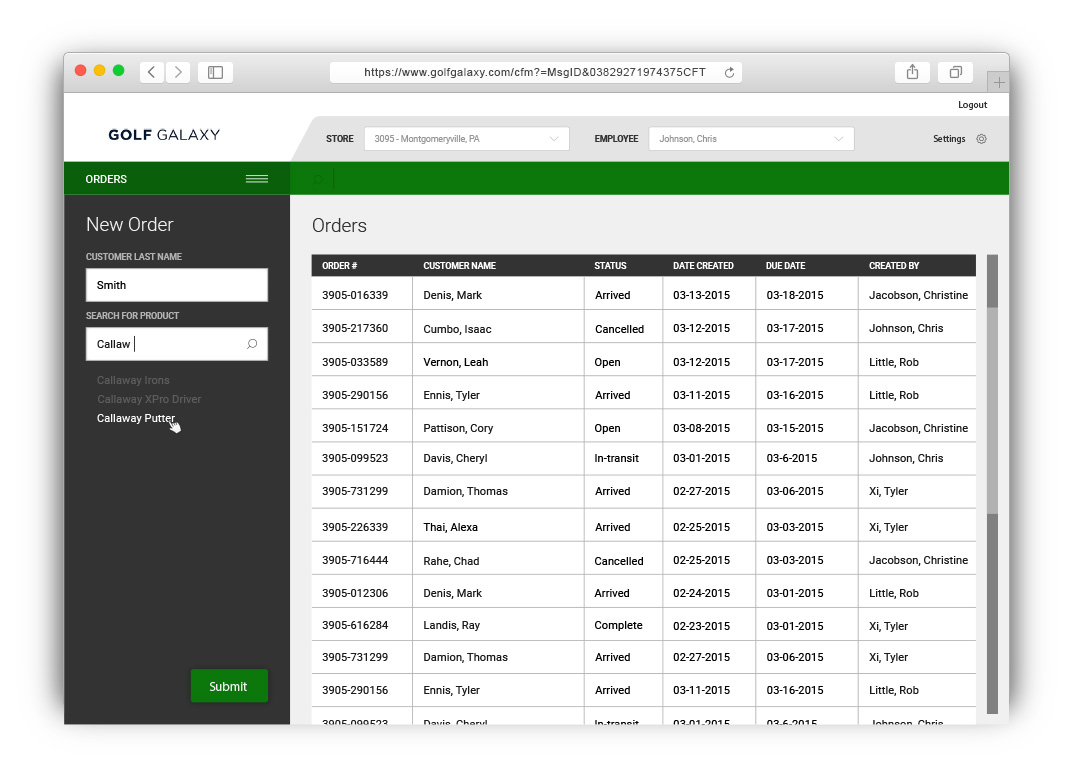 https://www.golfgalaxy.com/cfm?=MsgID&03829271974375CFT
Logout
GOLF GALAXY
STORE 3095 - Montgomeryville, PA EMPLOYEE Johnson, Chris Settings
ORDERS
New Order
CUSTOMER LAST NAME
Smith
SEARCH FOR PRODUCT
Callaw
Callaway Irons
Callaway XPro Driver
Callaway Putter
Submit
Orders
ORDER # CUSTOMER NAME STATUS DATE CREATED DUE DATE CREATED BY
3905-016339 Denis, Mark Arrived 03-13-2015 03-18-2015 Jacobson, Christine
3905-217360 Cumbo, Isaac Cancelled 03-12-2015 03-17-2015 Johnson, Chris
3905-033589 Vernon, Leah Open 03-12-2015 03-17-2015 Little, Rob
3905-290156 Ennis, Tyler Arrived 03-11-2015 03-16-2015 Little, Rob
3905-151724 Pattison, Cory Open 03-08-2015 03-15-2015 Jacobson, Christine
3905-099523 Davis, Cheryl In-transit 03-01-2015 03-6-2015 Johnson, Chris
3905-731299 Damion, Thomas Arrived 02-27-2015 03-06-2015 Xi, Tyler
3905-226339 Thai, Alexa Arrived 02-25-2015 03-03-2015 Xi, Tyler
3905-716444 Rahe, Chad Cancelled 02-25-2015 03-03-2015 Jacobson, Christine
3905-012306 Denis, Mark Arrived 02-24-2015 03-01-2015 Little, Rob
3905-616284 Landis, Ray Complete 02-23-2015 03-01-2015 Xi, Tyler
3905-731299 Damion, Thomas Arrived 02-27-2015 03-06-2015 Xi, Tyler
3905-290156 Ennis, Tyler Arrived 03-11-2015 03-16-2015 Little, Rob
3905-099523 Davis, Cheryl In-transit 03-01-2015 03-6-2015 Johnson, Chris